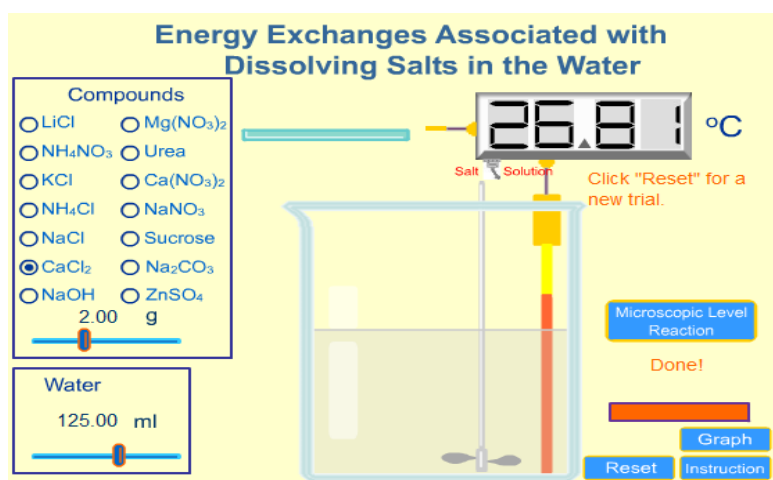 Energy Exchanges Associated with
Dissolving Salts in the Water
Compounds
LiCl
Mg(NO₃)₂
NH₄NO₃
Urea
KCl
Ca(NO₃)₂
NH₄Cl
NaNO₃
NaCl
Sucrose
CaCl₂
Na₂CO₃
NaOH
ZnSO₄
2.00 g
Water
125.00 ml
26.81 °C
Salt Solution
Click "Reset" for a
new trial.
Microscopic Level
Reaction
Done!
Graph
Reset
Instruction